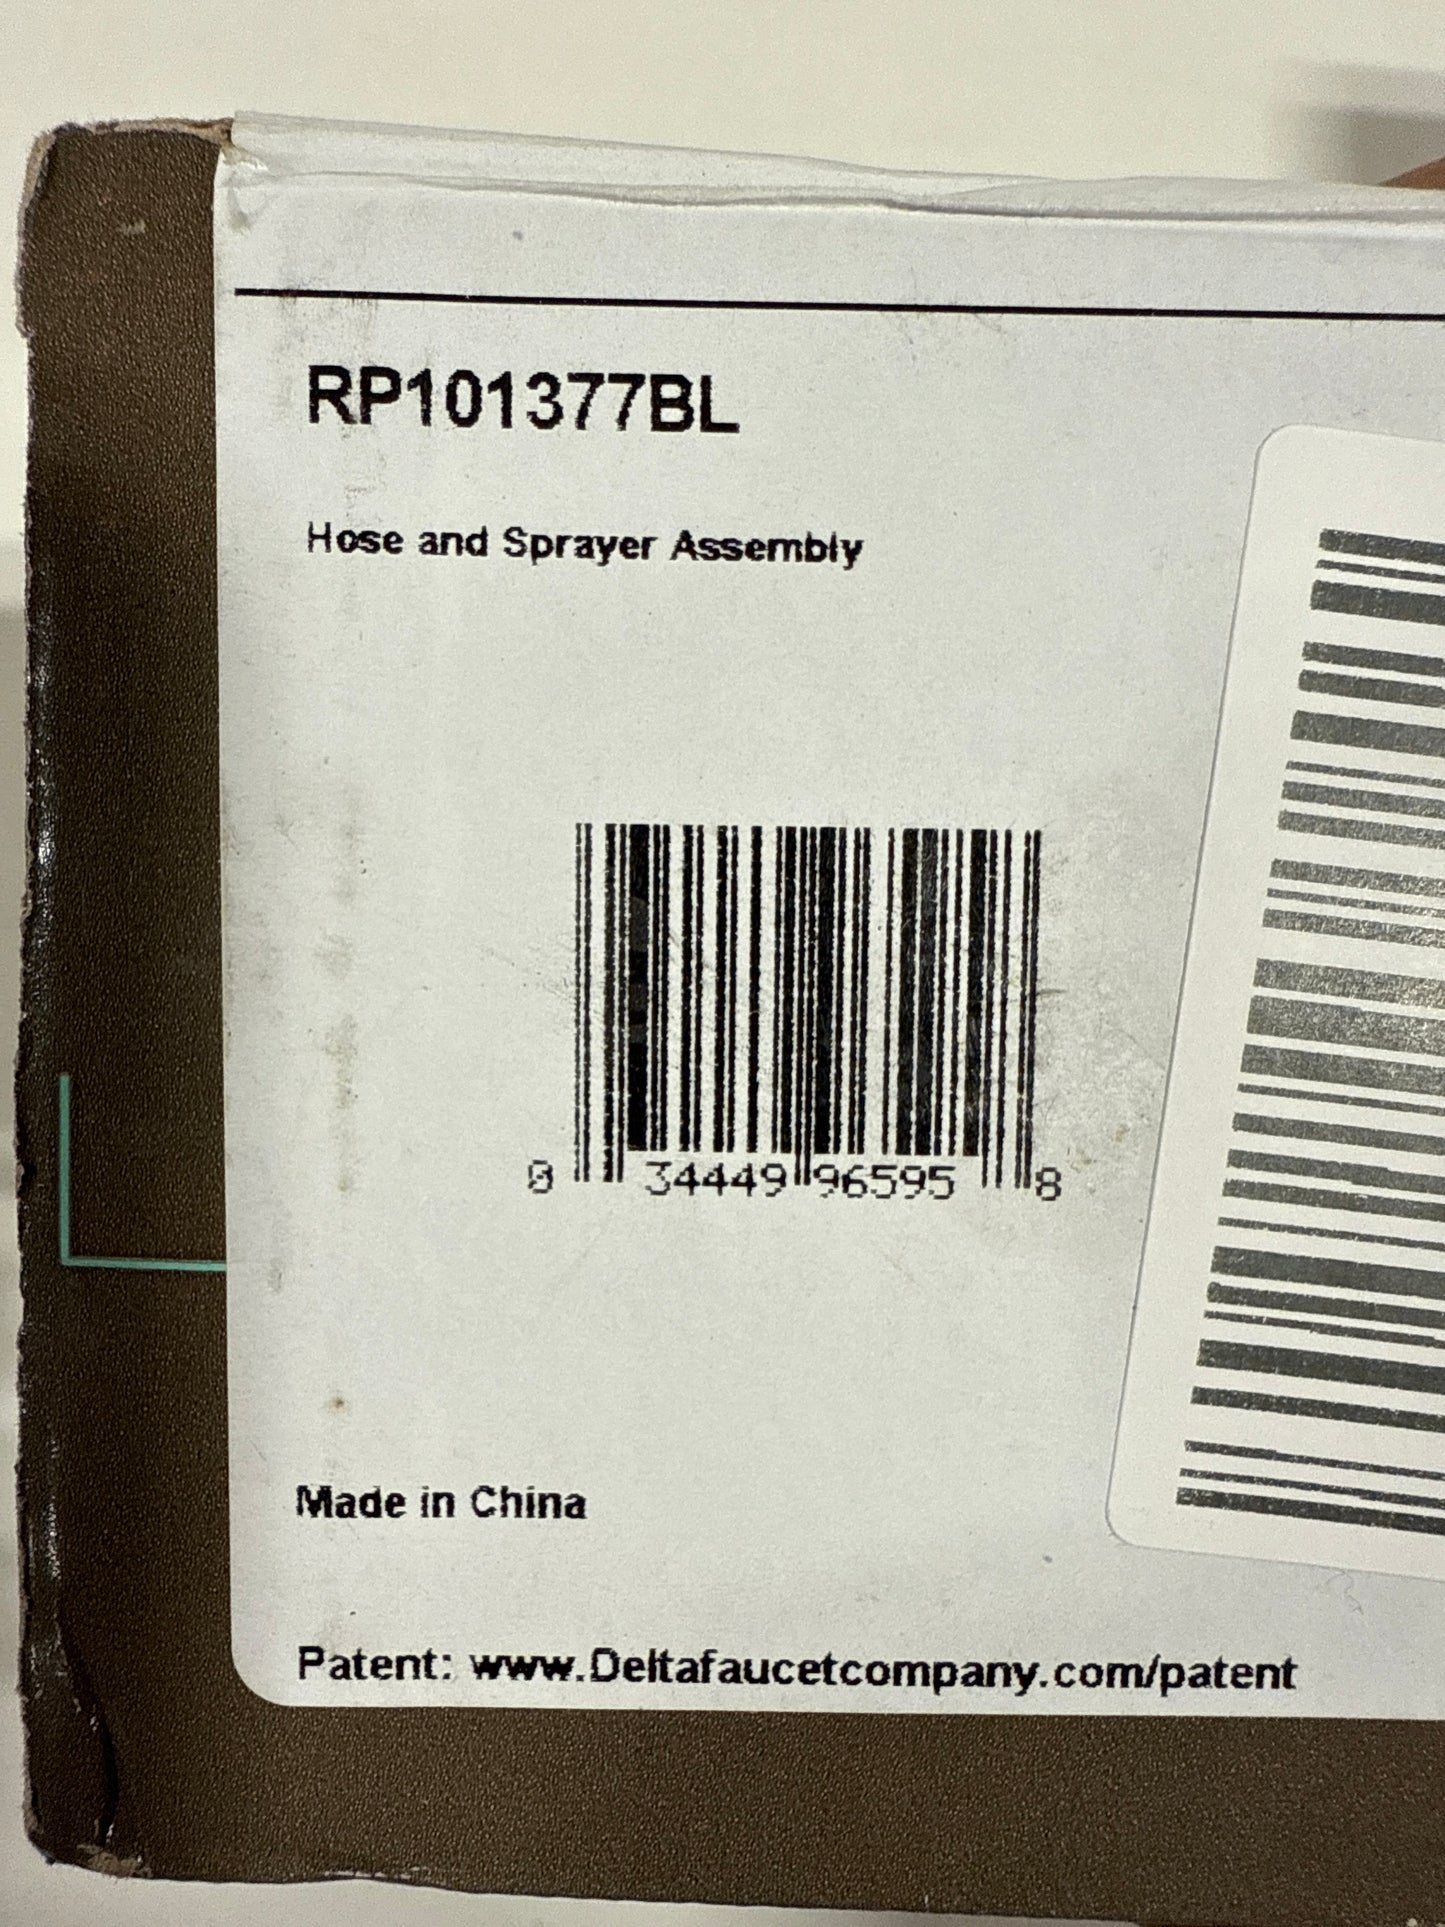 RP101377BL
Hose and Sprayer Assembly
0 34449 96595 8
Made in China
Patent: www.Deltafaucetcompany.com/patent